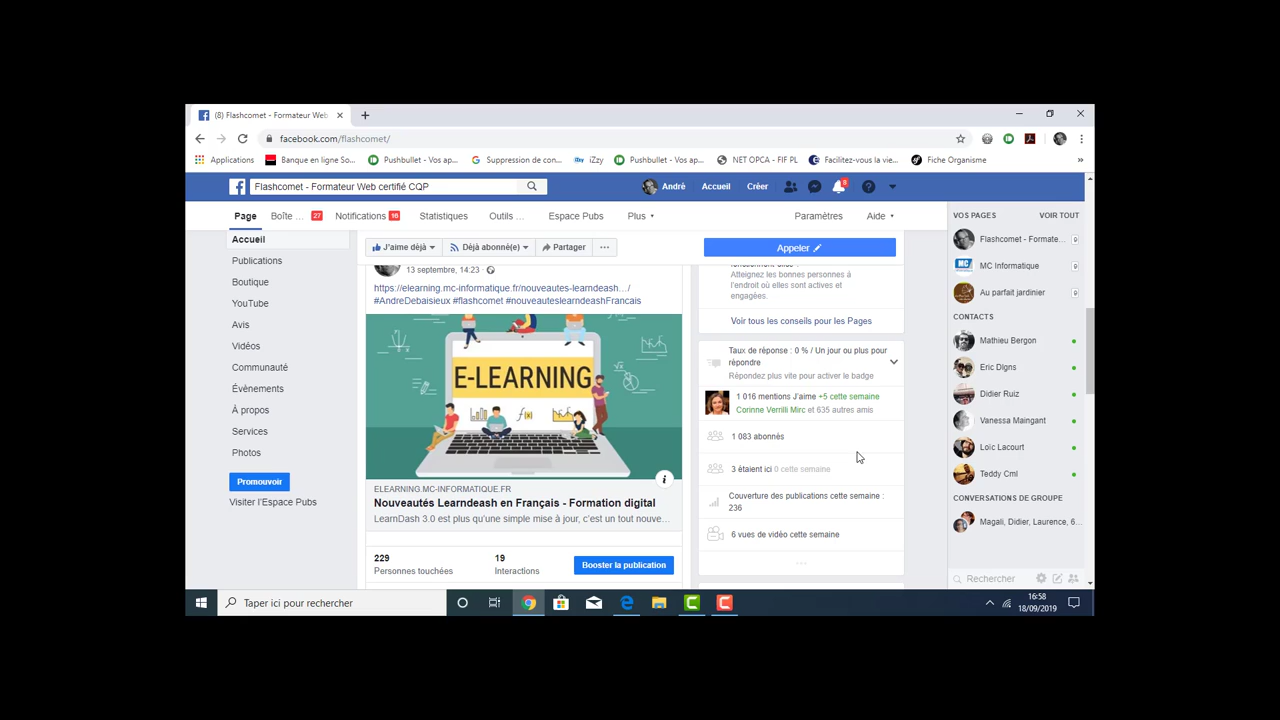 (8) Flashcomet - Formateur Web
facebook.com/flashcomet/
Applications
Banque en ligne So...
Pushbullet - Vos ap...
Suppression de con...
iZzy
Pushbullet - Vos ap...
NET OPCA - FIF PL
Facilitez-vous la vie...
Fiche Organisme
»
Flashcomet - Formateur Web certifié CQP
André
Accueil
Créer
8
Page
Boîte ...
27
Notifications
16
Statistiques
Outils ...
Espace Pubs
Plus
Paramètres
Aide
Accueil
Publications
Boutique
YouTube
Avis
Vidéos
Communauté
Évènements
À propos
Services
Photos
Promouvoir
Visiter l'Espace Pubs
J'aime déjà
Déjà abonné(e)
Partager
...
Appeler
13 septembre, 14:23
https://elearning.mc-informatique.fr/nouveautes-learndeash.../
#AndreDebaisieux #flashcomet #nouveauteslearndeashFrancais
E-LEARNING
f(x)
ELEARNING.MC-INFORMATIQUE.FR
Nouveautés Learndeash en Français - Formation digital
LearnDash 3.0 est plus qu'une simple mise à jour, c'est un tout nouve...
229
Personnes touchées
19
Interactions
Booster la publication
Atteignez les bonnes personnes à
l'endroit où elles sont actives et
engagées.
Voir tous les conseils pour les Pages
Taux de réponse : 0 % / Un jour ou plus pour
répondre
Répondez plus vite pour activer le badge
1 016 mentions J'aime +5 cette semaine
Corinne Verrilli Mirc et 635 autres amis
1 083 abonnés
3 étaient ici 0 cette semaine
Couverture des publications cette semaine :
236
6 vues de vidéo cette semaine
...
VOS PAGES
VOIR TOUT
Flashcomet - Formate...
9
MC Informatique
Au parfait jardinier
CONTACTS
Mathieu Bergon
Eric Digns
Didier Ruiz
Vanessa Maingant
Loïc Lacourt
Teddy Cml
CONVERSATIONS DE GROUPE
Magali, Didier, Laurence, 6...
Rechercher
Taper ici pour rechercher
16:58
18/09/2019